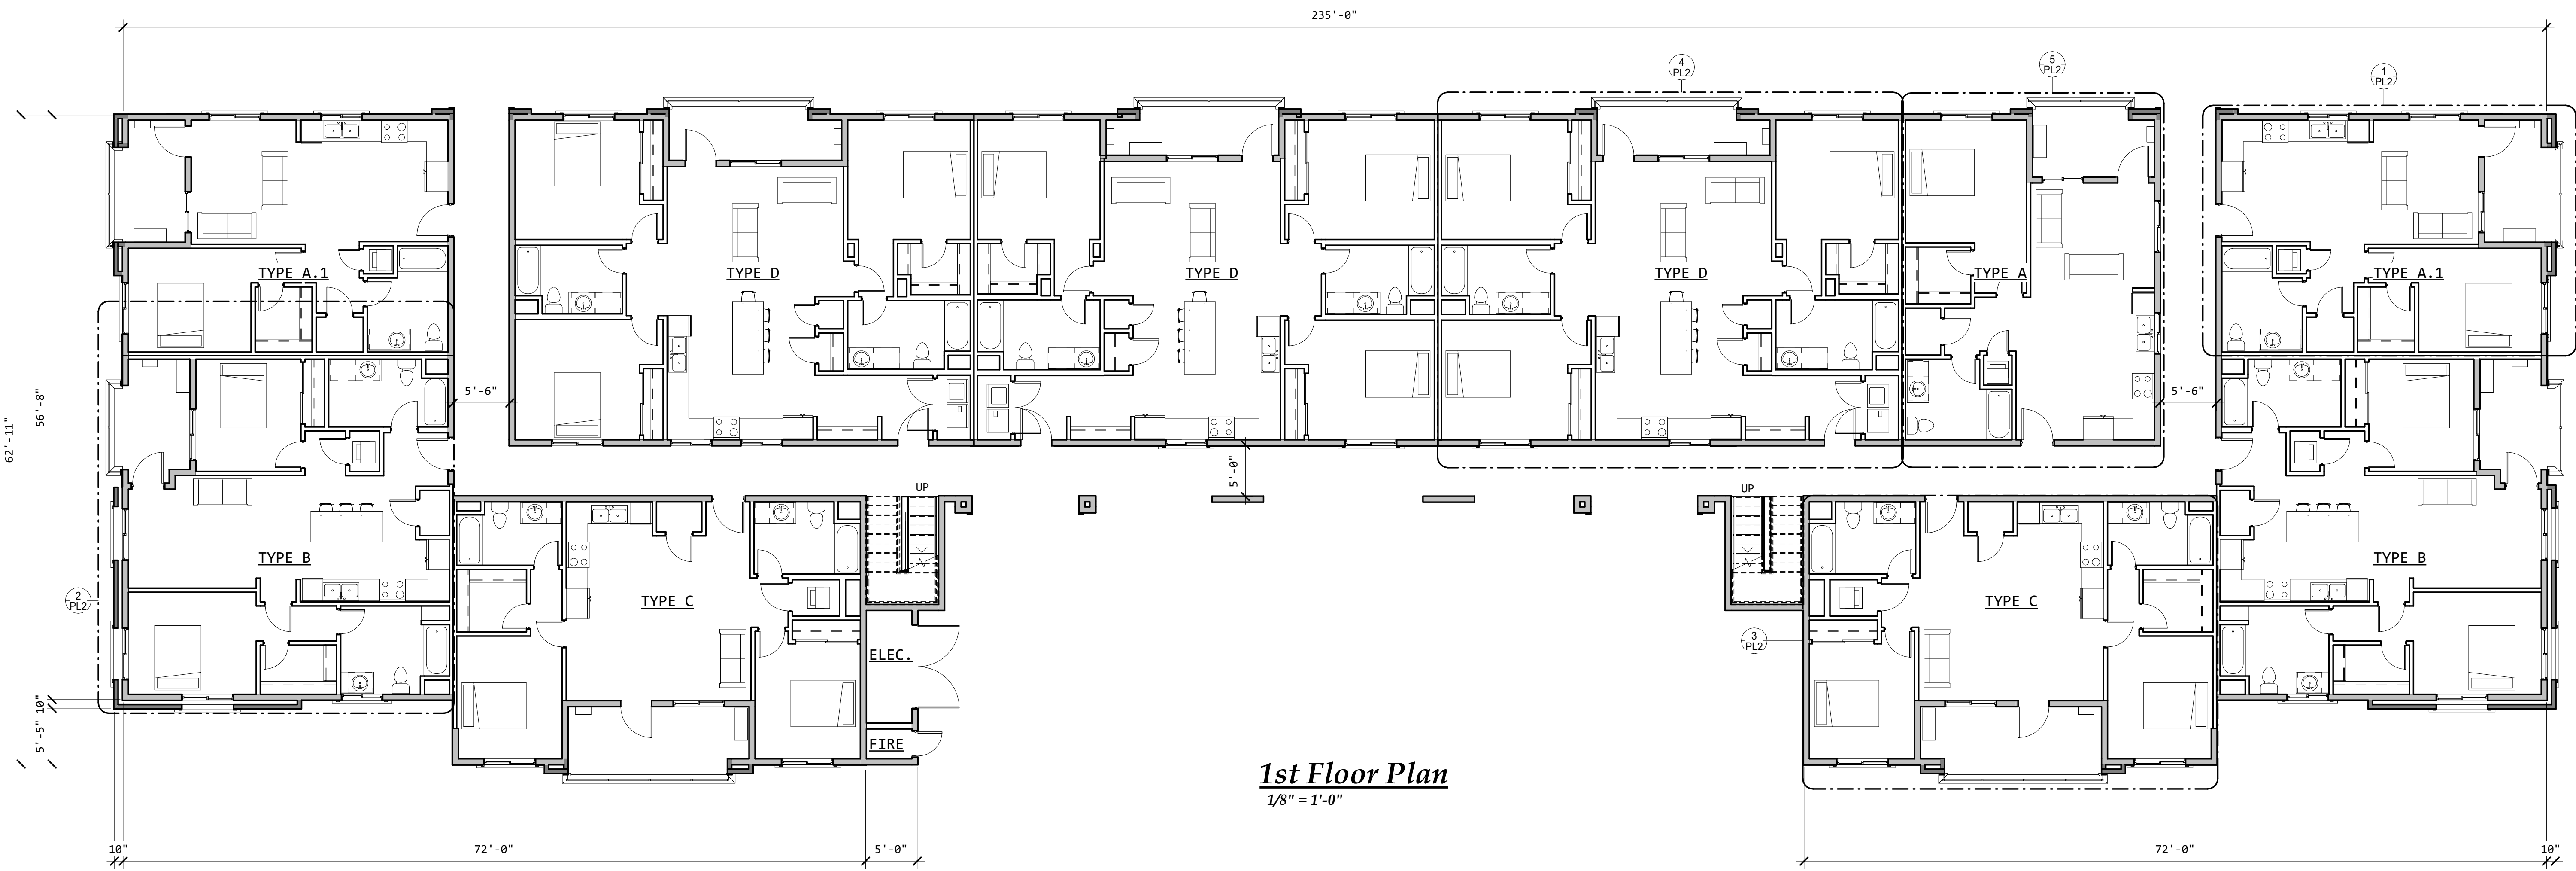 235'-0"
4
PL2
5
PL2
1
PL2
TYPE A.1
TYPE D
TYPE D
TYPE D
TYPE A
TYPE A.1
62'-11"
56'-8"
5'-6"
5'-6"
5'-0"
UP
UP
TYPE B
TYPE B
2
PL2
TYPE C
TYPE C
3
PL2
ELEC.
FIRE
10"
5'-5"
1st Floor Plan
1/8" = 1'-0"
10"
72'-0"
5'-0"
72'-0"
10"